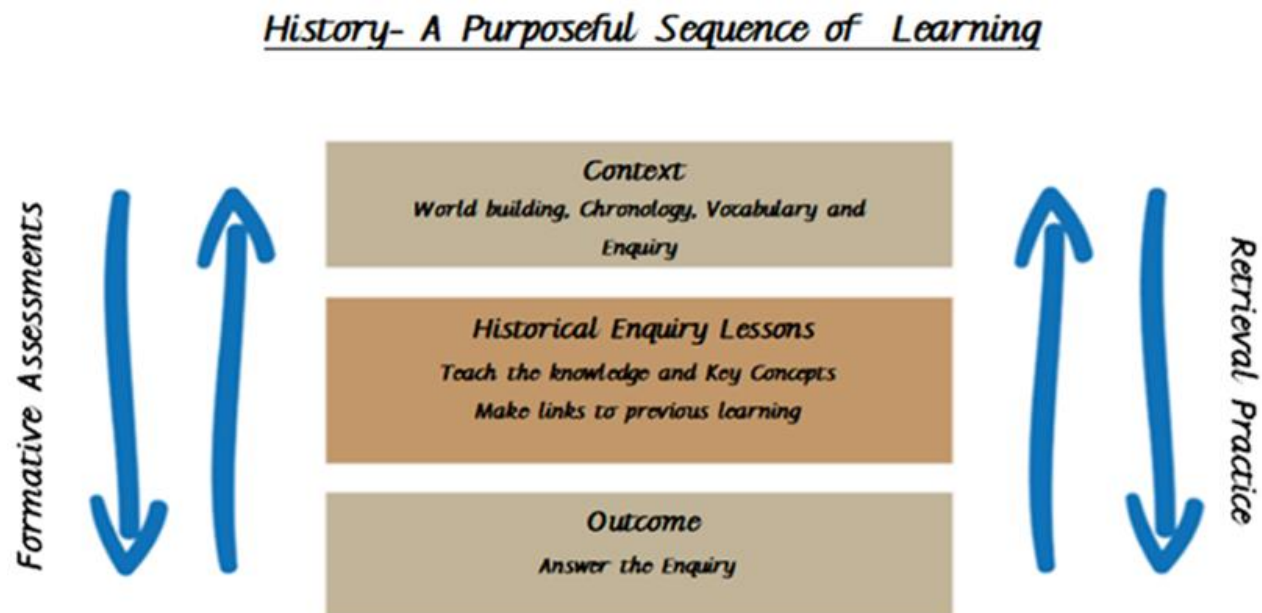 History- A Purposeful Sequence of Learning
Formative Assessments
Context
World building, Chronology, Vocabulary and
Enquiry
Historical Enquiry Lessons
Teach the knowledge and Key Concepts
Make links to previous learning
Outcome
Answer the Enquiry
Retrieval Practice